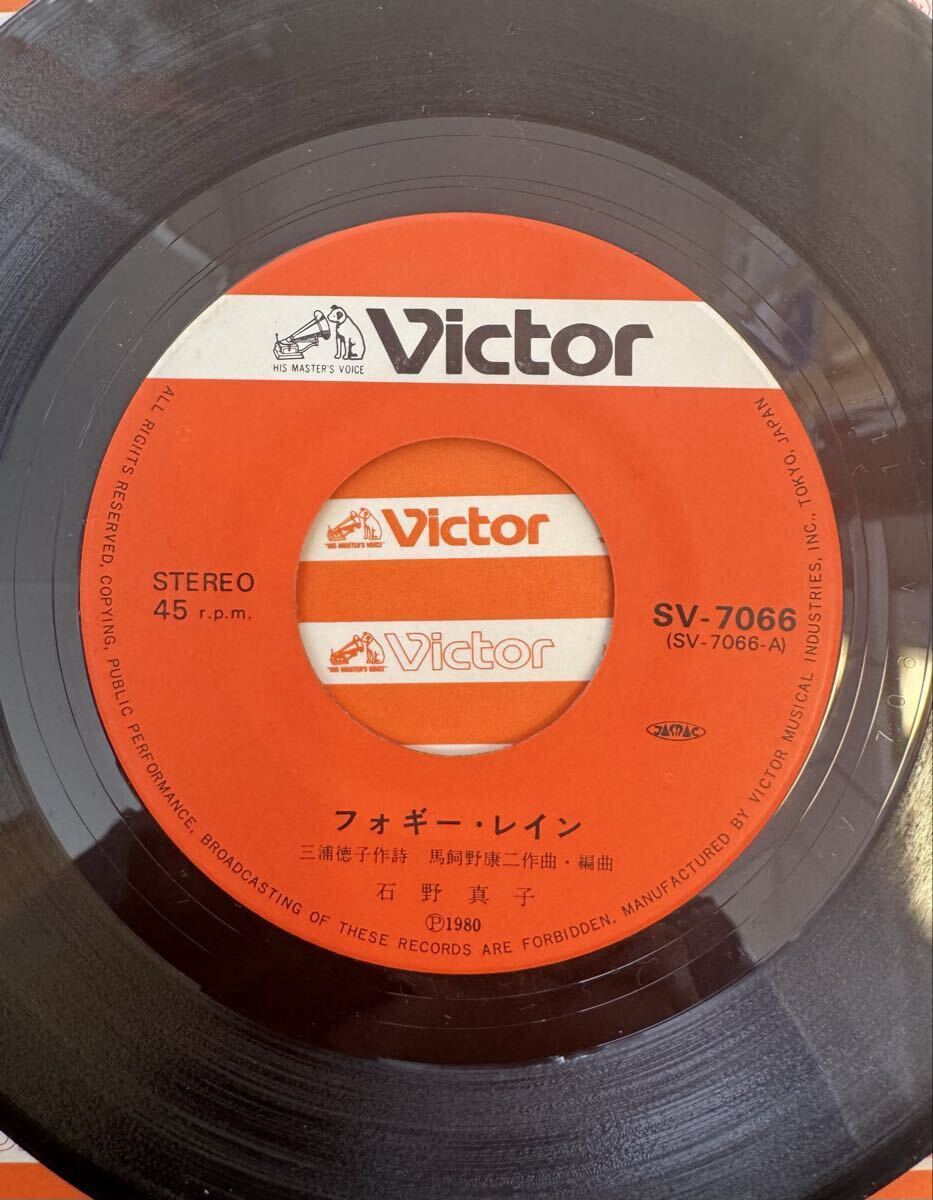 Victor
HIS MASTER'S VOICE
STEREO
45 r.p.m.
"HIS MASTER'S VOICE"
Victor
"HIS MASTER'S VOICE"
Victor
SV-7066
(SV-7066-A)
JASRAC
フォギー・レイン
三浦徳子作詩 馬飼野康二作曲・編曲
石野真子
Ⓟ1980
ALL RIGHTS RESERVED, COPYING, PUBLIC PERFORMANCE, BROADCASTING OF THESE RECORDS ARE FORBIDDEN. MANUFACTURED BY VICTOR MUSICAL INDUSTRIES, INC., TOKYO, JAPAN